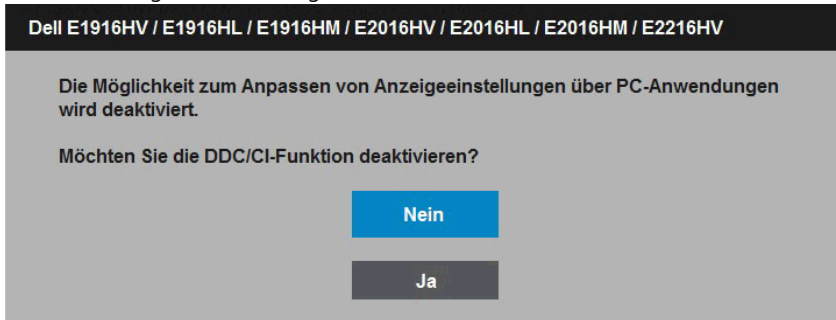 Dell E1916HV / E1916HL / E1916HM / E2016HV / E2016HL / E2016HM / E2216HV
Die Möglichkeit zum Anpassen von Anzeigeeinstellungen über PC-Anwendungen
wird deaktiviert.
Möchten Sie die DDC/CI-Funktion deaktivieren?
Nein
Ja